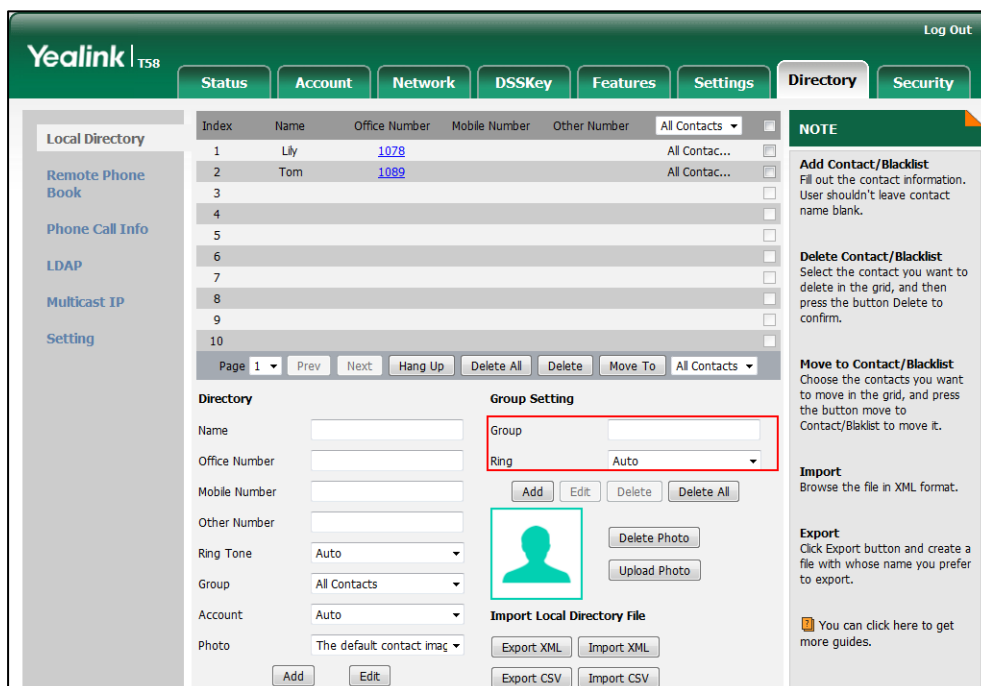 Log Out
Yealink | T58
Status Account Network DSSKey Features Settings Directory Security
Local Directory
Remote Phone
Book
Phone Call Info
LDAP
Multicast IP
Setting
Index Name Office Number Mobile Number Other Number All Contacts
1 Lily 1078 All Contac...
2 Tom 1089 All Contac...
3
4
5
6
7
8
9
10
Page 1 Prev Next Hang Up Delete All Delete Move To All Contacts
Directory
Name
Office Number
Mobile Number
Other Number
Ring Tone Auto
Group All Contacts
Account Auto
Photo The default contact imag
Add Edit
Group Setting
Group
Ring Auto
Add Edit Delete Delete All
Delete Photo
Upload Photo
Import Local Directory File
Export XML Import XML
Export CSV Import CSV
NOTE
Add Contact/Blacklist
Fill out the contact information.
User shouldn't leave contact
name blank.
Delete Contact/Blacklist
Select the contact you want to
delete in the grid, and then
press the button Delete to
confirm.
Move to Contact/Blacklist
Choose the contacts you want
to move in the grid, and press
the button move to
Contact/Blaklist to move it.
Import
Browse the file in XML format.
Export
Click Export button and create a
file with whose name you prefer
to export.
You can click here to get
more guides.